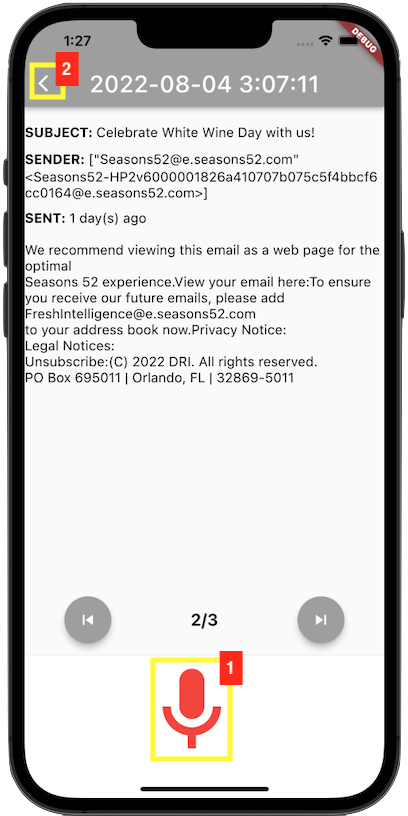 1:27
DEBUG
2
2022-08-04 3:07:11
SUBJECT: Celebrate White Wine Day with us!
SENDER: ["Seasons52@e.seasons52.com"
<Seasons52-HP2v6000001826a410707b075c5f4bbcf6
cc0164@e.seasons52.com>]
SENT: 1 day(s) ago
We recommend viewing this email as a web page for the
optimal
Seasons 52 experience.View your email here:To ensure
you receive our future emails, please add
FreshIntelligence@e.seasons52.com
to your address book now.Privacy Notice:
Legal Notices:
Unsubscribe:(C) 2022 DRI. All rights reserved.
PO Box 695011 | Orlando, FL | 32869-5011
2/3
1